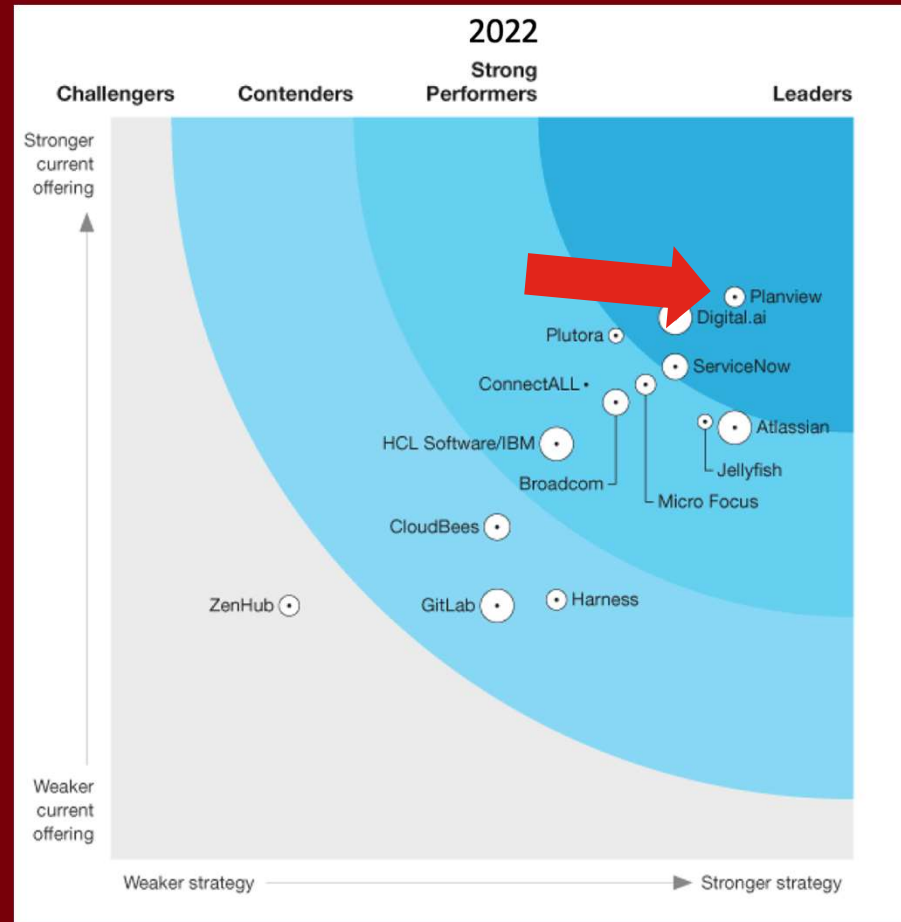 2022
Challengers
Contenders
Strong
Performers
Leaders
Stronger
current
offering
Planview
Digital.ai
Plutora
ServiceNow
ConnectALL
Atlassian
HCL Software/IBM
Jellyfish
Broadcom
Micro Focus
CloudBees
ZenHub
GitLab
Harness
Weaker
current
offering
Weaker strategy
Stronger strategy